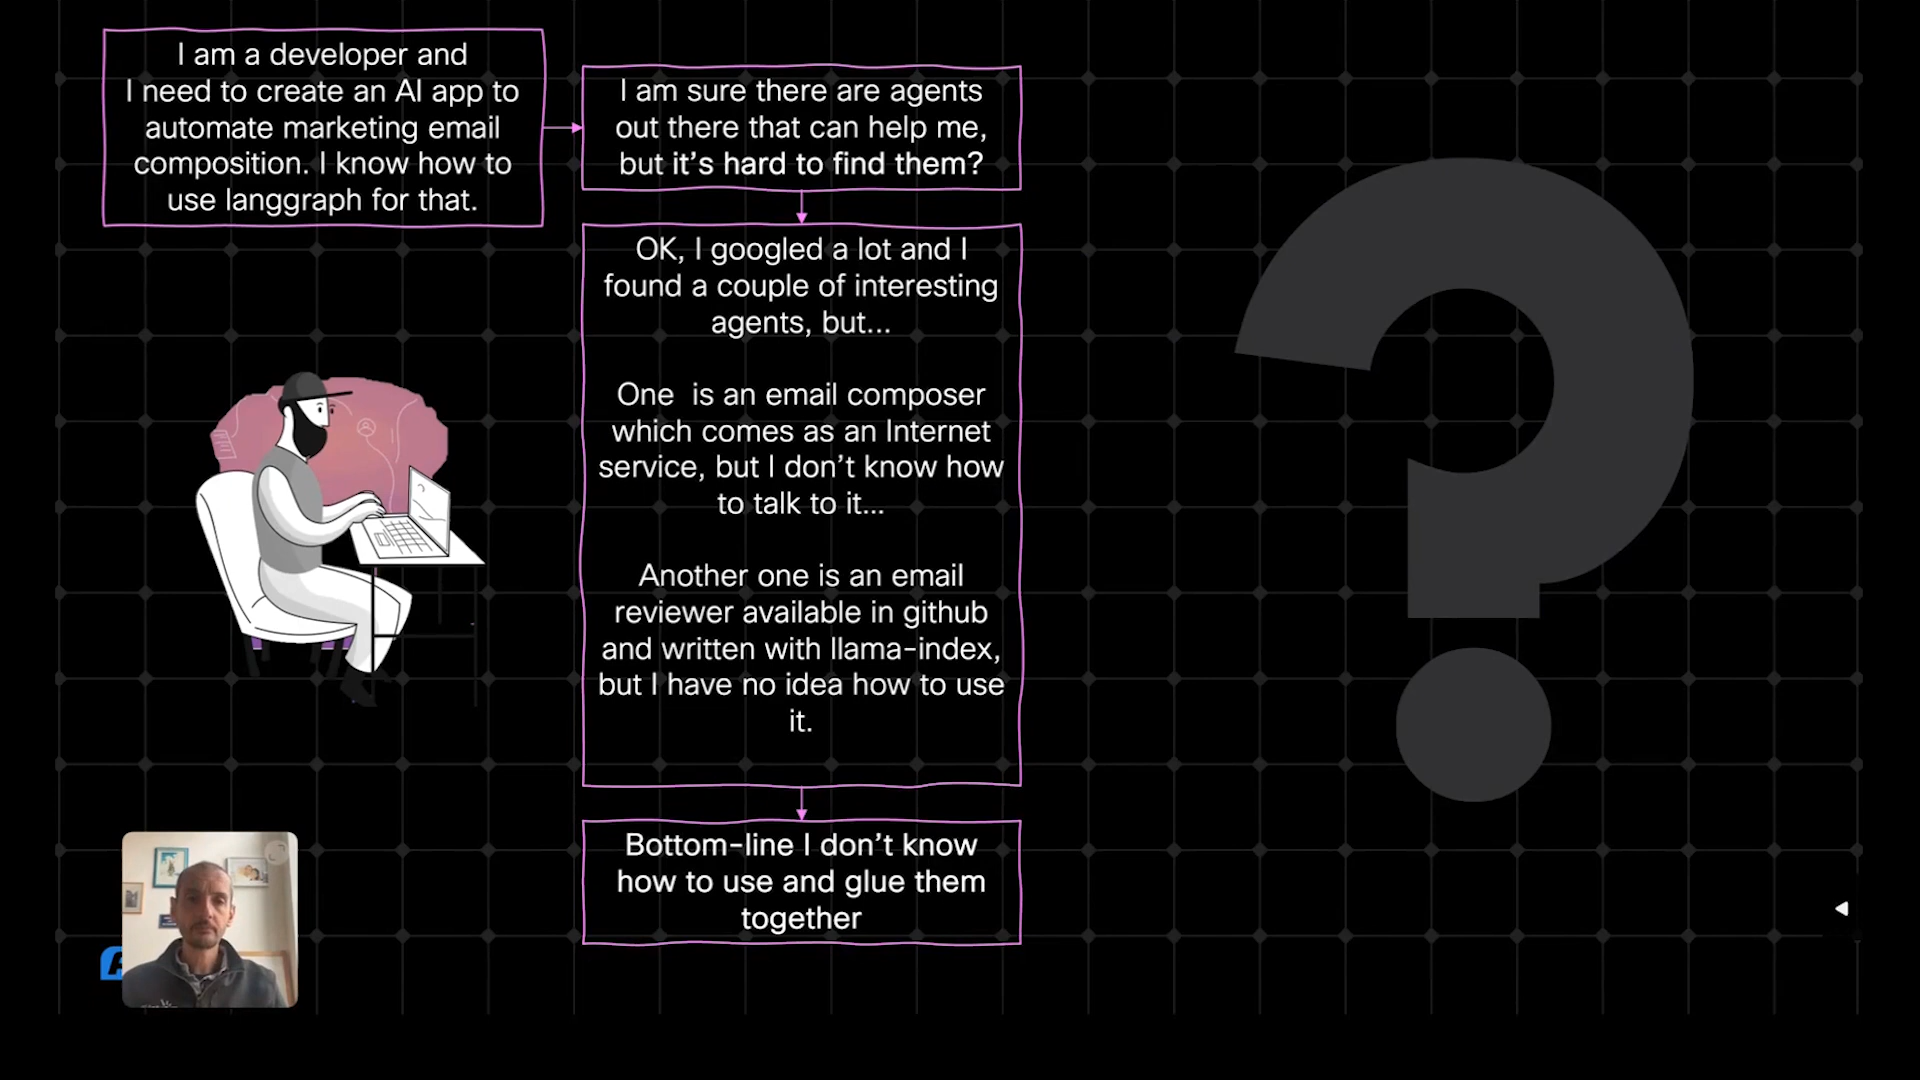 I am a developer and
I need to create an AI app to
automate marketing email
composition. I know how to
use langgraph for that.
I am sure there are agents
out there that can help me,
but it's hard to find them?
OK, I googled a lot and I
found a couple of interesting
agents, but...
One  is an email composer
which comes as an Internet
service, but I don't know how
to talk to it...
Another one is an email
reviewer available in github
and written with llama-index,
but I have no idea how to use
it.
Bottom-line I don't know
how to use and glue them
together
?